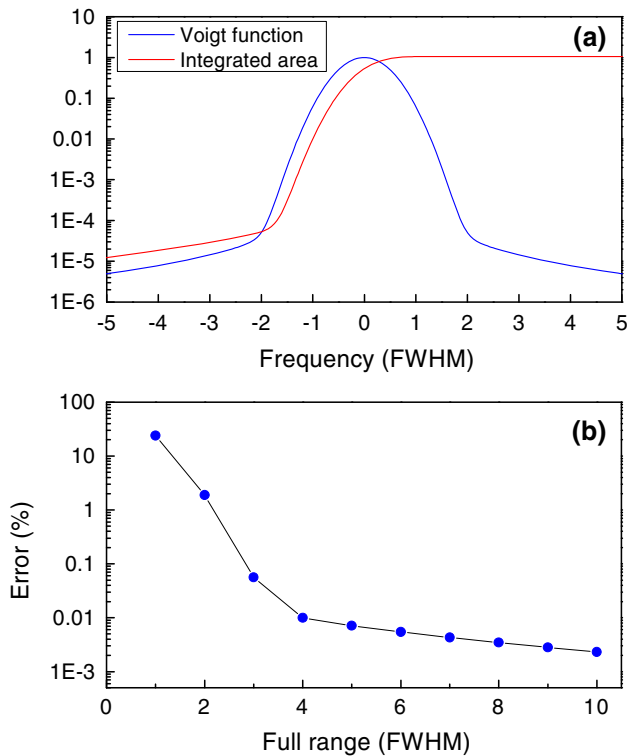 10
Voigt function
Integrated area
(a)
1
0.1
0.01
1E-3
1E-4
1E-5
1E-6
-5 -4 -3 -2 -1 0 1 2 3 4 5
Frequency (FWHM)
100
(b)
10
1
0.1
0.01
1E-3
Error (%)
0 2 4 6 8 10
Full range (FWHM)